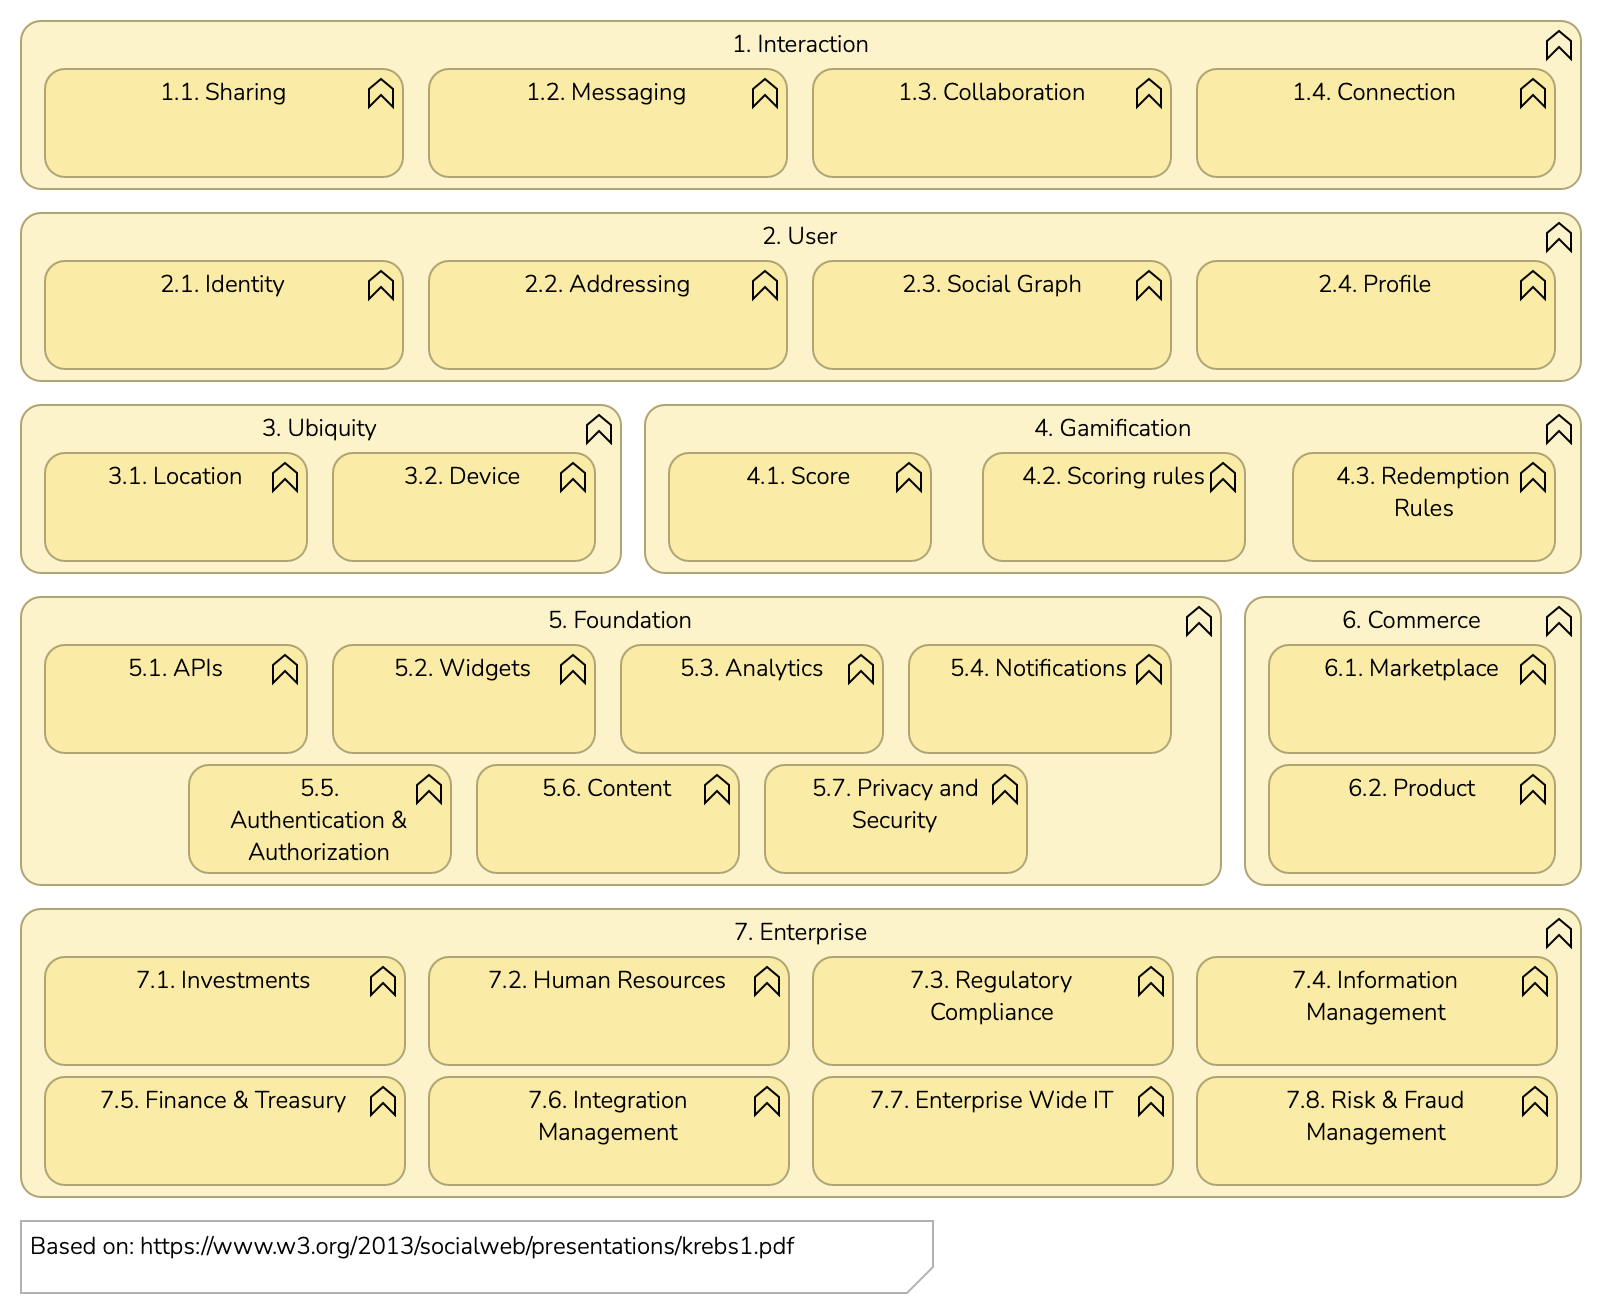 1. Interaction
1.1. Sharing
1.2. Messaging
1.3. Collaboration
1.4. Connection
2. User
2.1. Identity
2.2. Addressing
2.3. Social Graph
2.4. Profile
3. Ubiquity
3.1. Location
3.2. Device
4. Gamification
4.1. Score
4.2. Scoring rules
4.3. Redemption
Rules
5. Foundation
5.1. APIs
5.2. Widgets
5.3. Analytics
5.4. Notifications
5.5.
Authentication &
Authorization
5.6. Content
5.7. Privacy and
Security
6. Commerce
6.1. Marketplace
6.2. Product
7. Enterprise
7.1. Investments
7.2. Human Resources
7.3. Regulatory
Compliance
7.4. Information
Management
7.5. Finance & Treasury
7.6. Integration
Management
7.7. Enterprise Wide IT
7.8. Risk & Fraud
Management
Based on: https://www.w3.org/2013/socialweb/presentations/krebs1.pdf